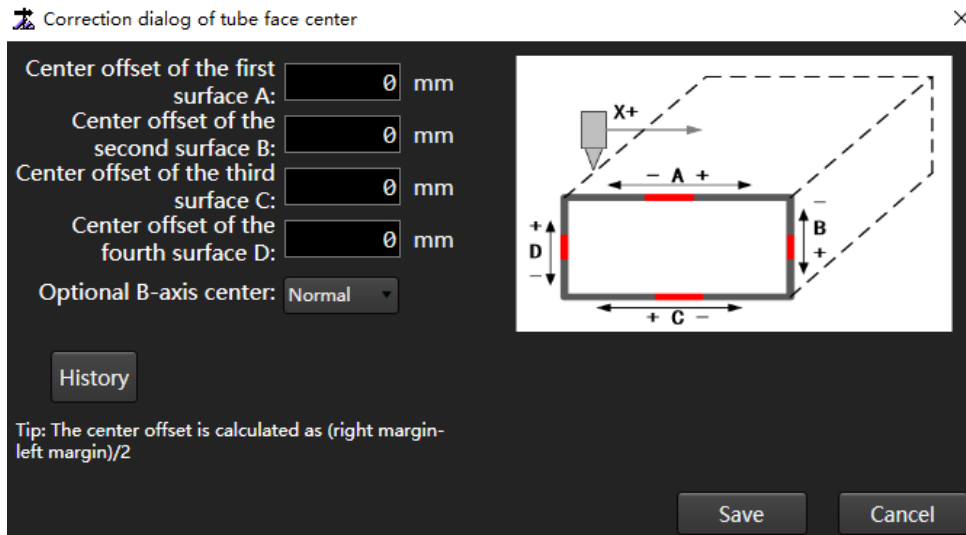 Correction dialog of tube face center
Center offset of the first
surface A:
0 mm
Center offset of the
second surface B:
0 mm
Center offset of the third
surface C:
0 mm
Center offset of the
fourth surface D:
0 mm
Optional B-axis center: Normal
History
Tip: The center offset is calculated as (right margin-
left margin)/2
X+
− A +
+
D
−
−
B
+
+ C −
Save Cancel